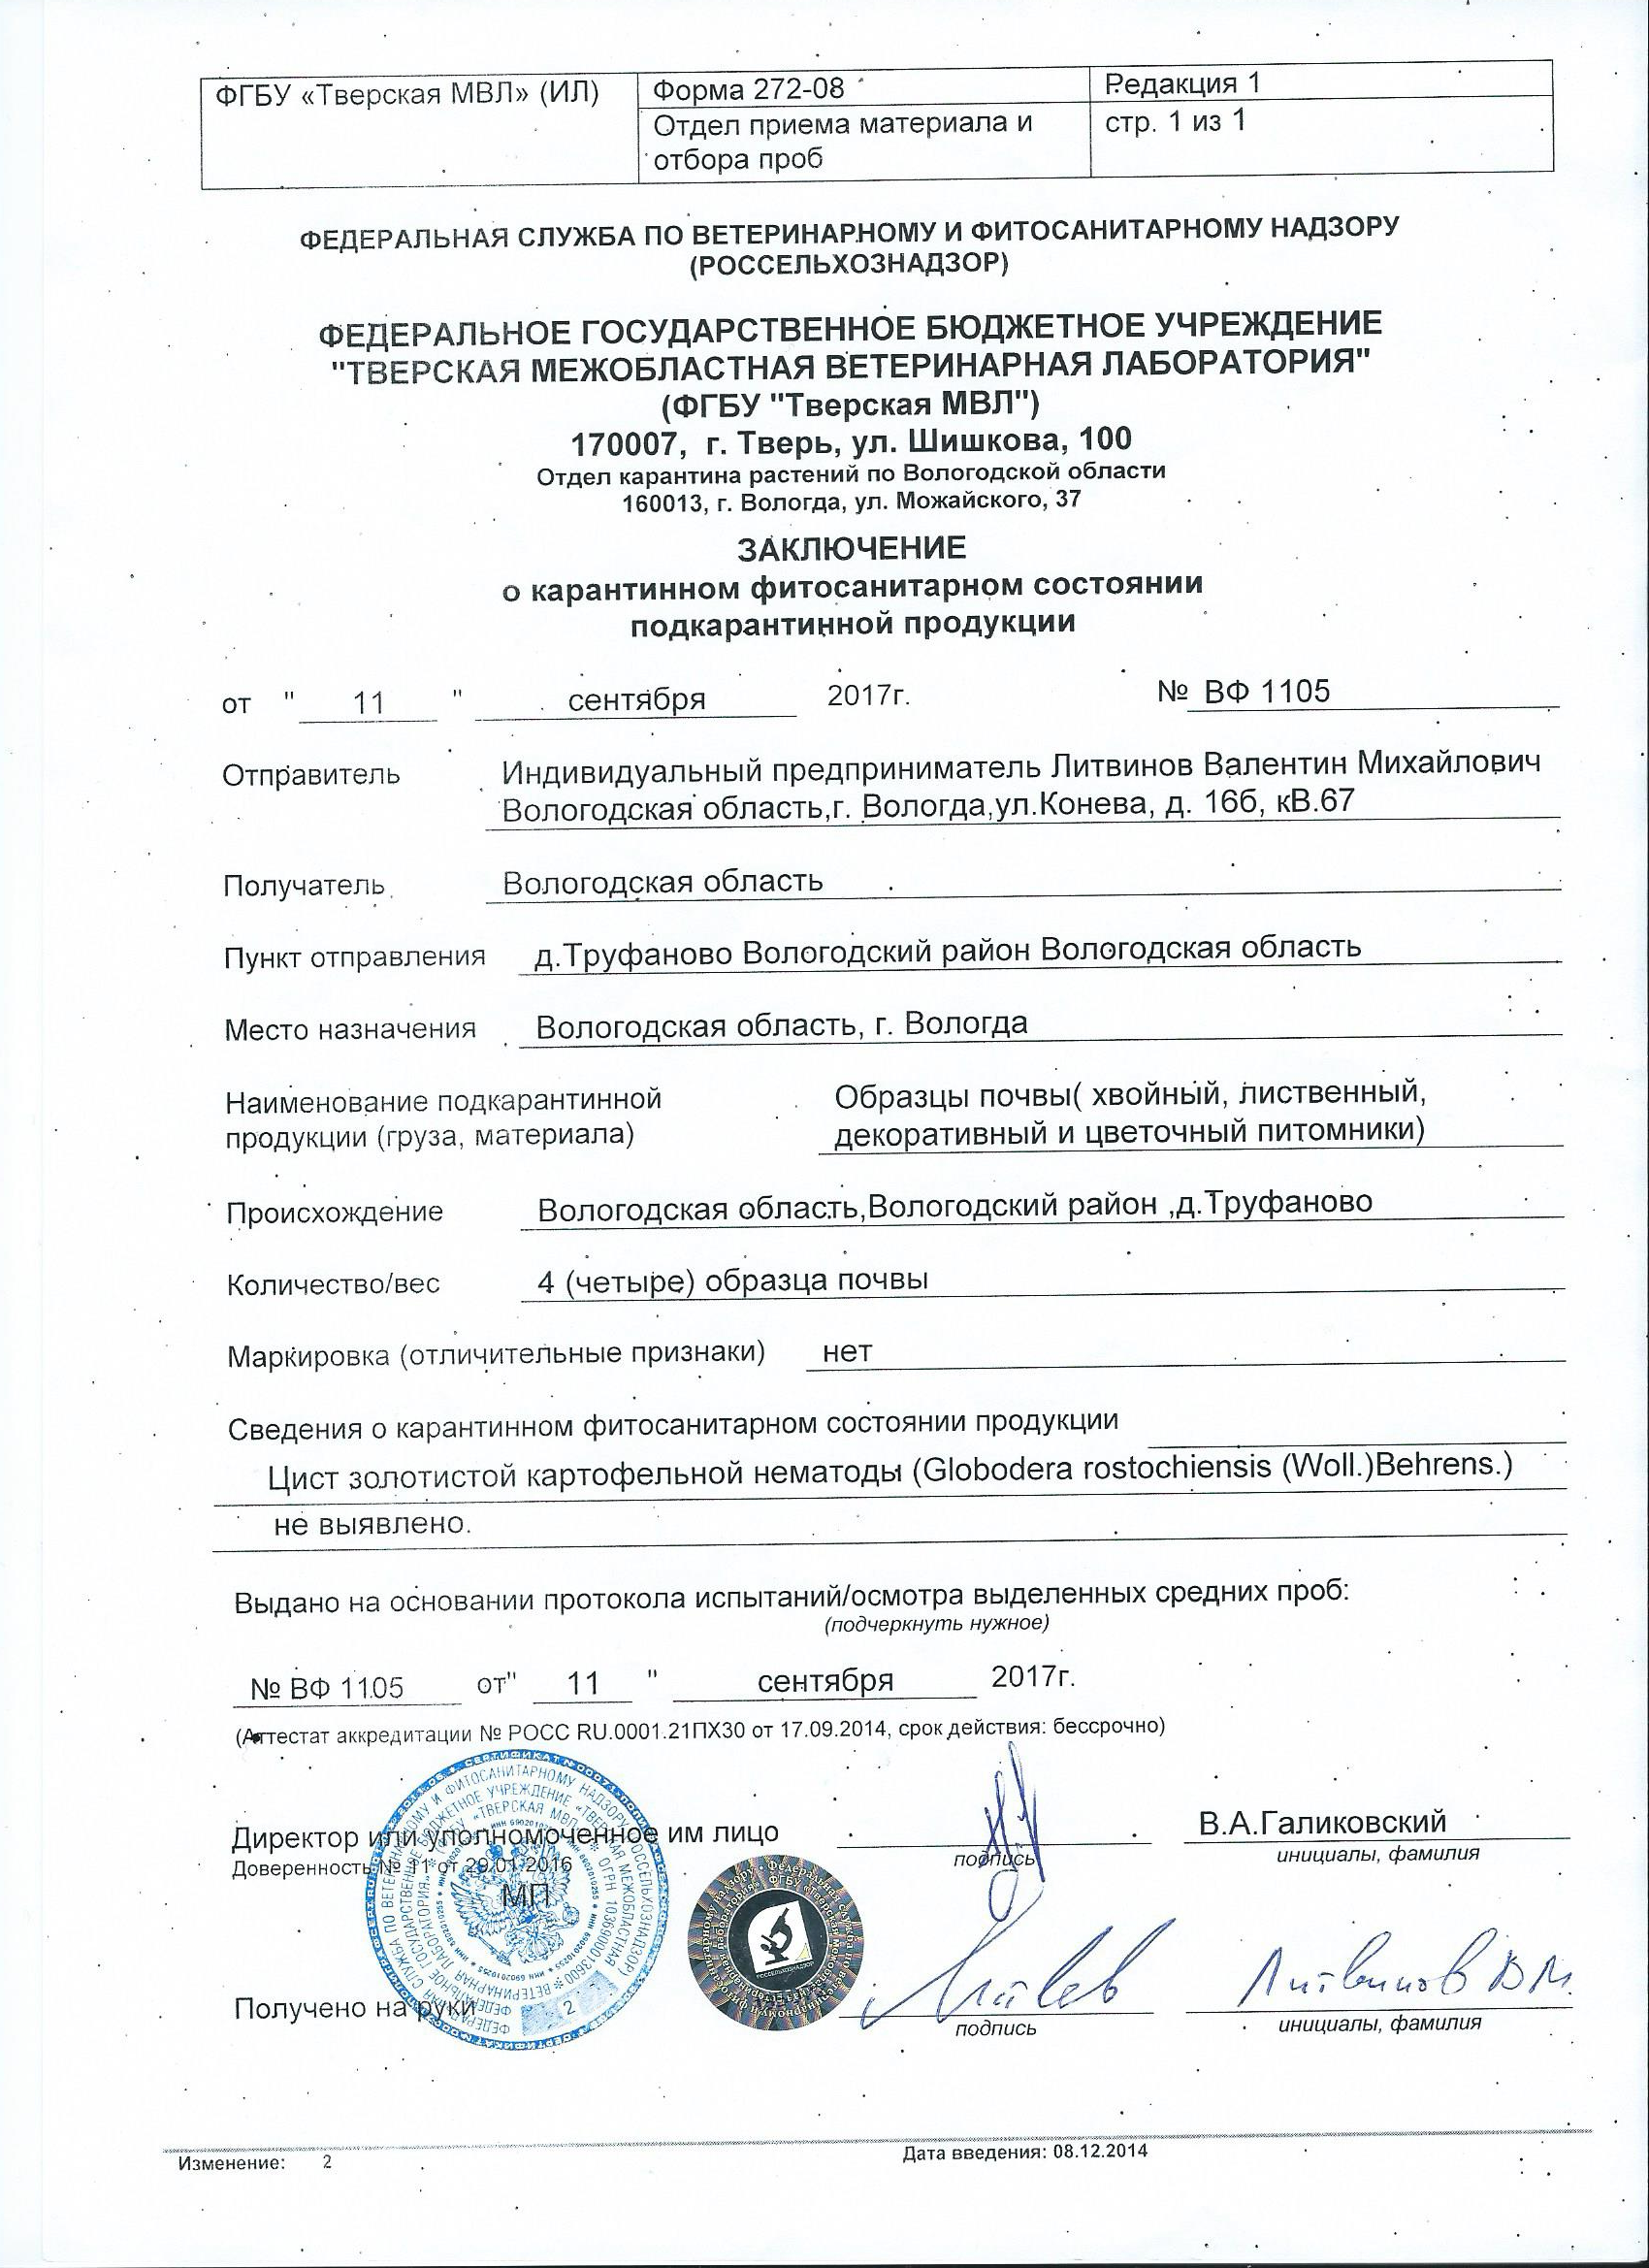 ФГБУ «Тверская МВЛ» (ИЛ)
Форма 272-08
Редакция 1
Отдел приема материала и
отбора проб
стр. 1 из 1
ФЕДЕРАЛЬНАЯ СЛУЖБА ПО ВЕТЕРИНАРНОМУ И ФИТОСАНИТАРНОМУ НАДЗОРУ
(РОССЕЛЬХОЗНАДЗОР)
ФЕДЕРАЛЬНОЕ ГОСУДАРСТВЕННОЕ БЮДЖЕТНОЕ УЧРЕЖДЕНИЕ
"ТВЕРСКАЯ МЕЖОБЛАСТНАЯ ВЕТЕРИНАРНАЯ ЛАБОРАТОРИЯ"
(ФГБУ "Тверская МВЛ")
170007, г. Тверь, ул. Шишкова, 100
Отдел карантина растений по Вологодской области
160013, г. Вологда, ул. Можайского, 37
ЗАКЛЮЧЕНИЕ
о карантинном фитосанитарном состоянии
подкарантинной продукции
от " 11 " сентября 2017г. № ВФ 1105
Отправитель Индивидуальный предприниматель Литвинов Валентин Михайлович
Вологодская область,г. Вологда,ул.Конева, д. 16б, кВ.67
Получатель Вологодская область
Пункт отправления д.Труфаново Вологодский район Вологодская область
Место назначения Вологодская область, г. Вологда
Наименование подкарантинной Образцы почвы( хвойный, лиственный,
продукции (груза, материала) декоративный и цветочный питомники)
Происхождение Вологодская область,Вологодский район ,д.Труфаново
Количество/вес 4 (четыре) образца почвы
Маркировка (отличительные признаки) нет
Сведения о карантинном фитосанитарном состоянии продукции
Цист золотистой картофельной нематоды (Globodera rostochiensis (Woll.)Behrens.)
не выявлено.
Выдано на основании протокола испытаний/осмотра выделенных средних проб:
(подчеркнуть нужное)
№ ВФ 1105 от" 11 " сентября 2017г.
(Аттестат аккредитации № РОСС RU.0001.21ПХ30 от 17.09.2014, срок действия: бессрочно)
Директор или уполномоченное им лицо В.А.Галиковский
Доверенность № 11 от 29.01.2016 подпись инициалы, фамилия
МП
РОССЕЛЬХОЗНАДЗОР
Получено на руки Литвинов В М.
подпись инициалы, фамилия
2
Изменение: 2 Дата введения: 08.12.2014